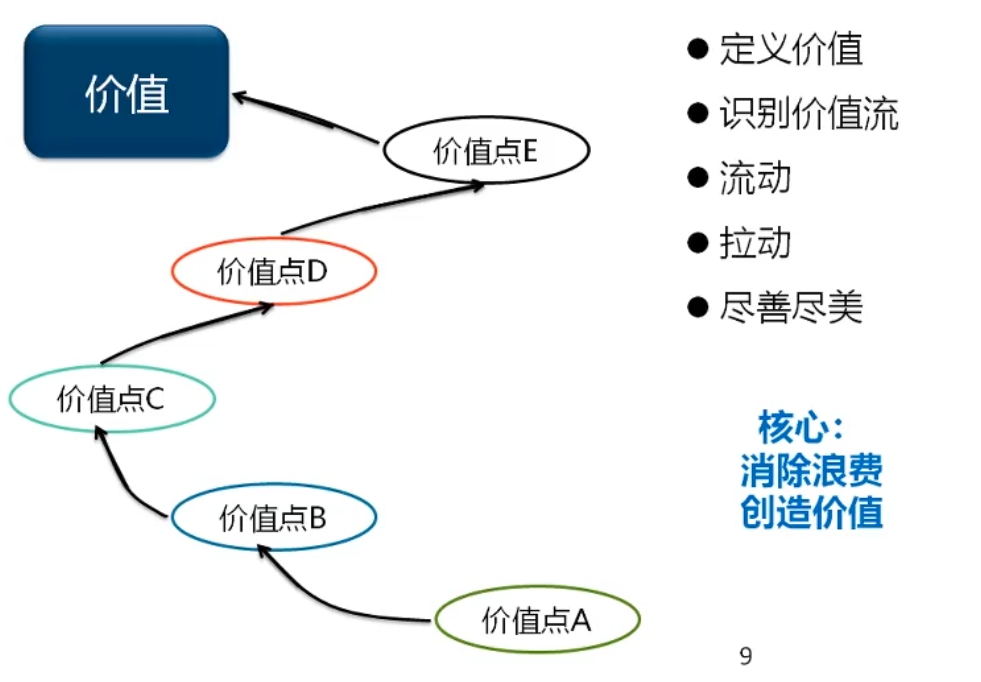 价值
价值点E
价值点D
价值点C
价值点B
价值点A
● 定义价值
● 识别价值流
● 流动
● 拉动
● 尽善尽美
核心：
消除浪费
创造价值
9